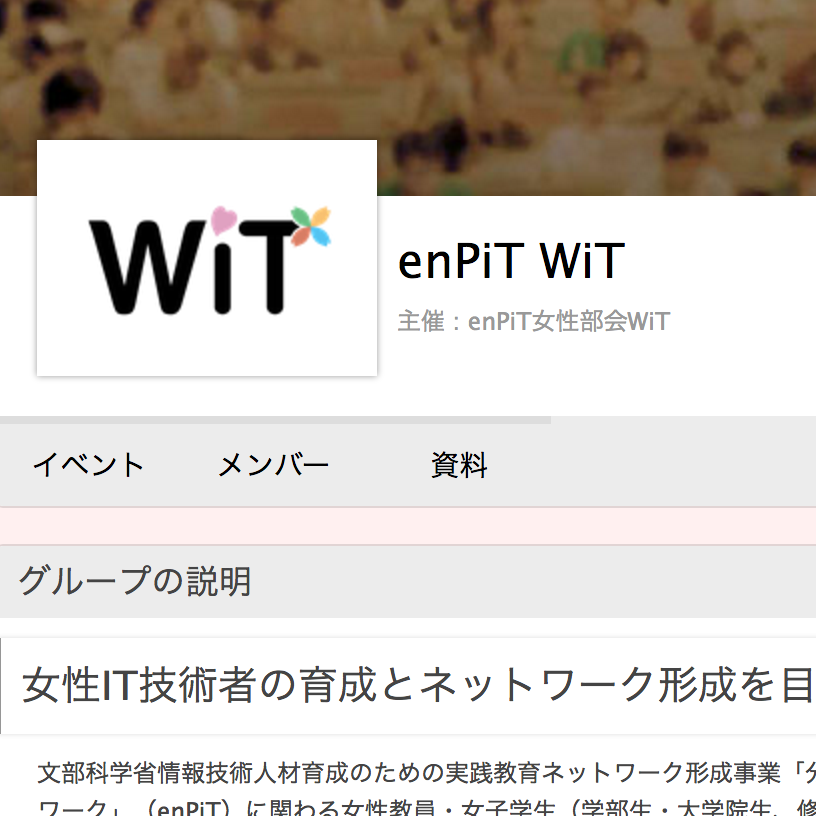 WiT
enPiT WiT
主催：enPiT女性部会WiT
イベント メンバー 資料
グループの説明
女性IT技術者の育成とネットワーク形成を目
文部科学省情報技術人材育成のための実践教育ネットワーク形成事業「分
ワーク」（enPiT）に関わる女性教員・女子学生（学部生・大学院生、修